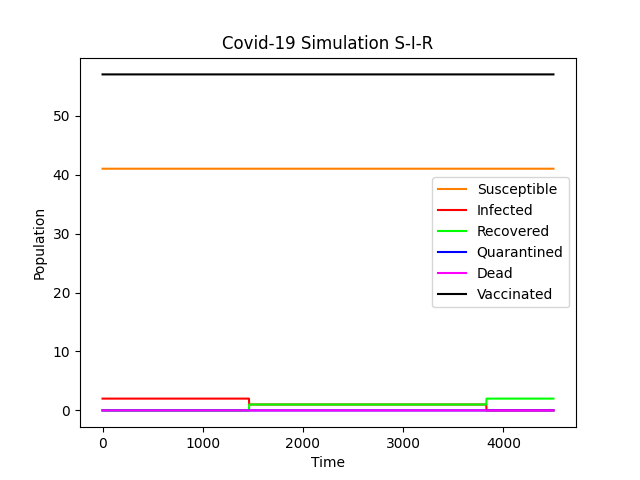 Covid-19 Simulation S-I-R
Population
50
40
30
20
10
0
Susceptible
Infected
Recovered
Quarantined
Dead
Vaccinated
0 1000 2000 3000 4000
Time